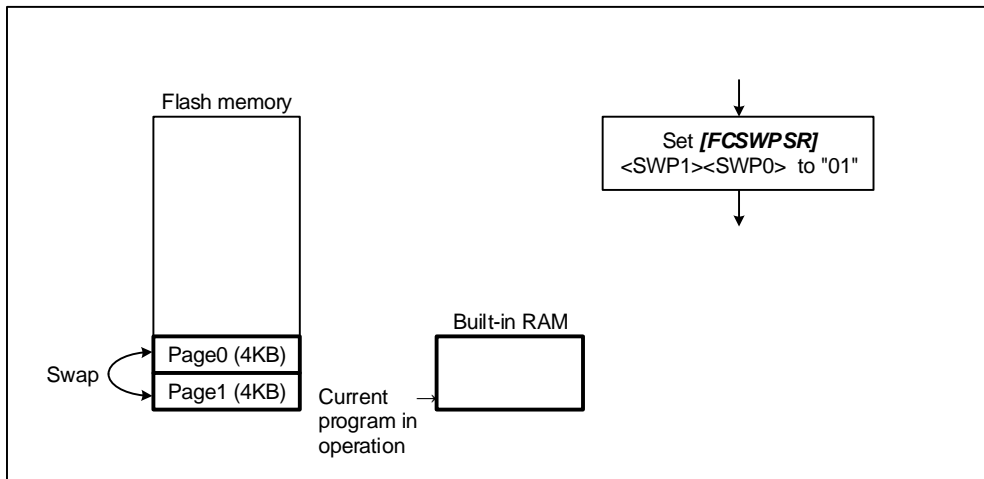 Flash memory
Set [FCSWPSR]
<SWP1><SWP0> to "01"
Built-in RAM
Page0 (4KB)
Swap
Page1 (4KB)
Current
program in
operation